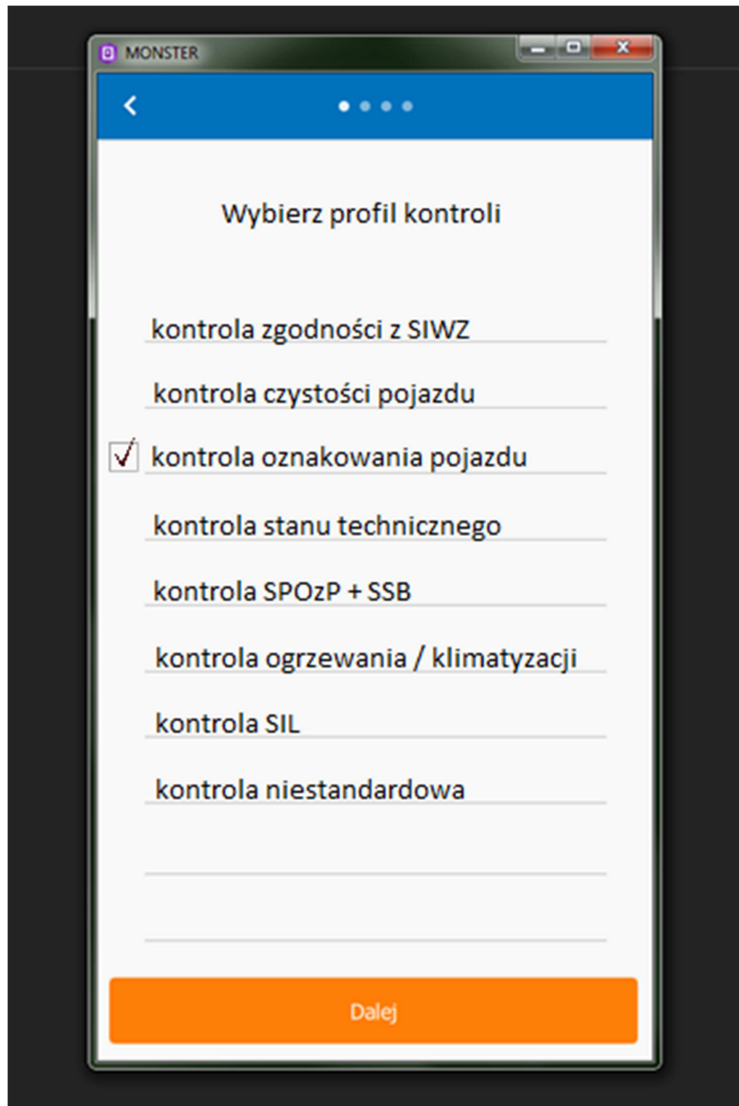 MONSTER
Wybierz profil kontroli
kontrola zgodności z SIWZ
kontrola czystości pojazdu
kontrola oznakowania pojazdu
kontrola stanu technicznego
kontrola SPOzP + SSB
kontrola ogrzewania / klimatyzacji
kontrola SIL
kontrola niestandardowa
Dalej